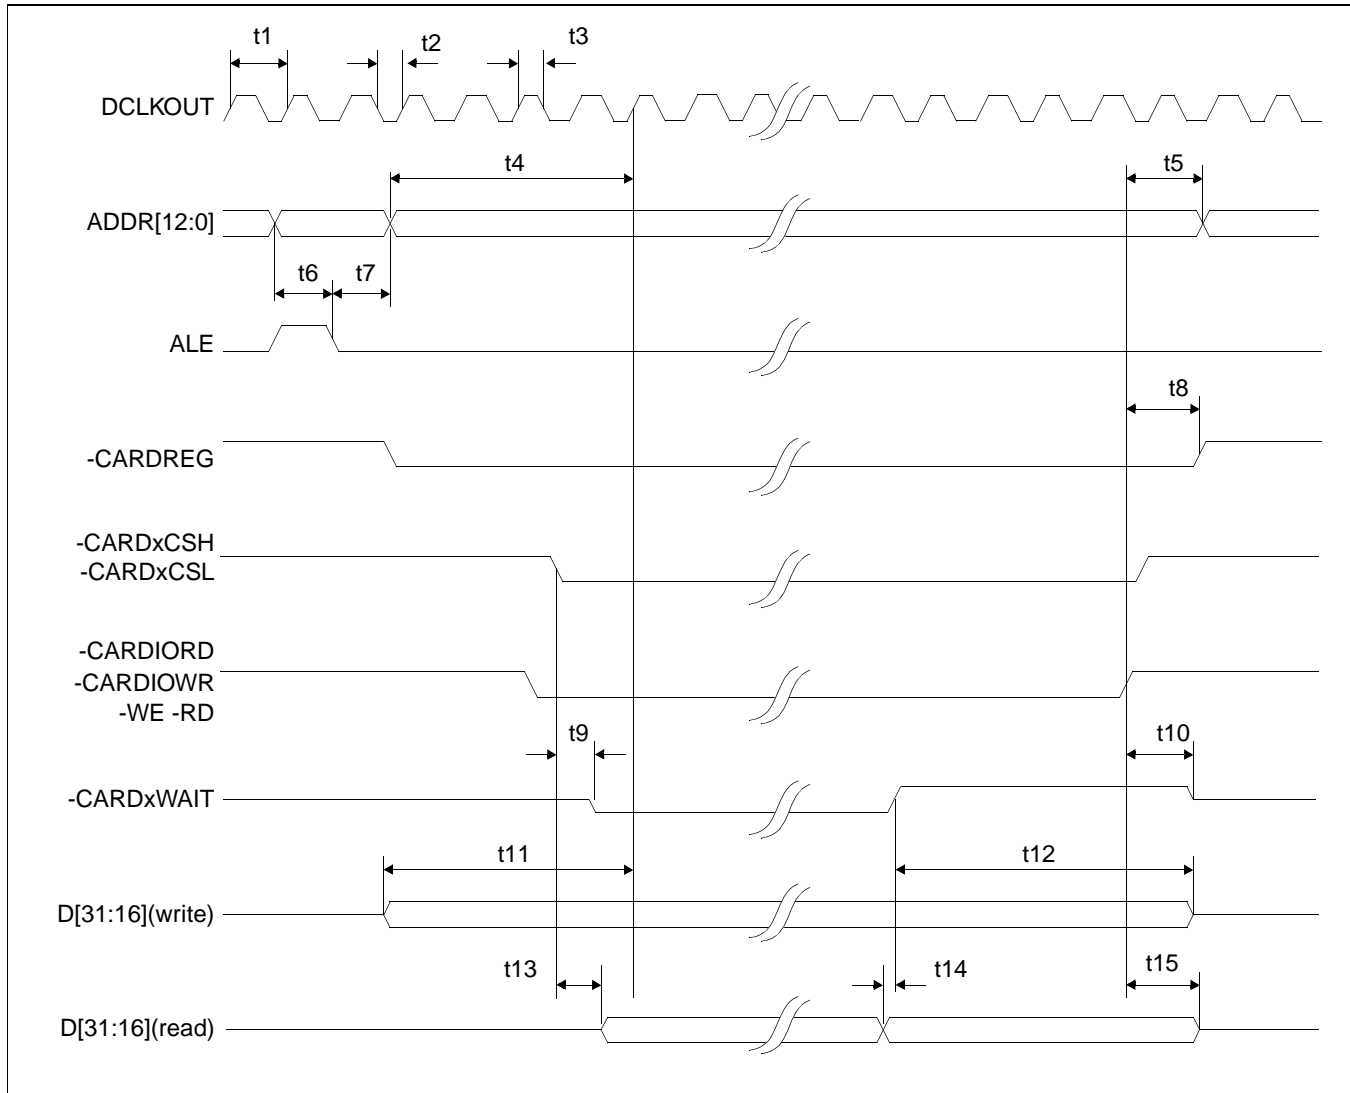 t1
t2
t3
DCLKOUT
t4
t5
ADDR[12:0]
t6
t7
ALE
t8
-CARDREG
-CARDxCSH
-CARDxCSL
-CARDIORD
-CARDIOWR
-WE -RD
t9
t10
-CARDxWAIT
t11
t12
D[31:16](write)
t13
t14
t15
D[31:16](read)